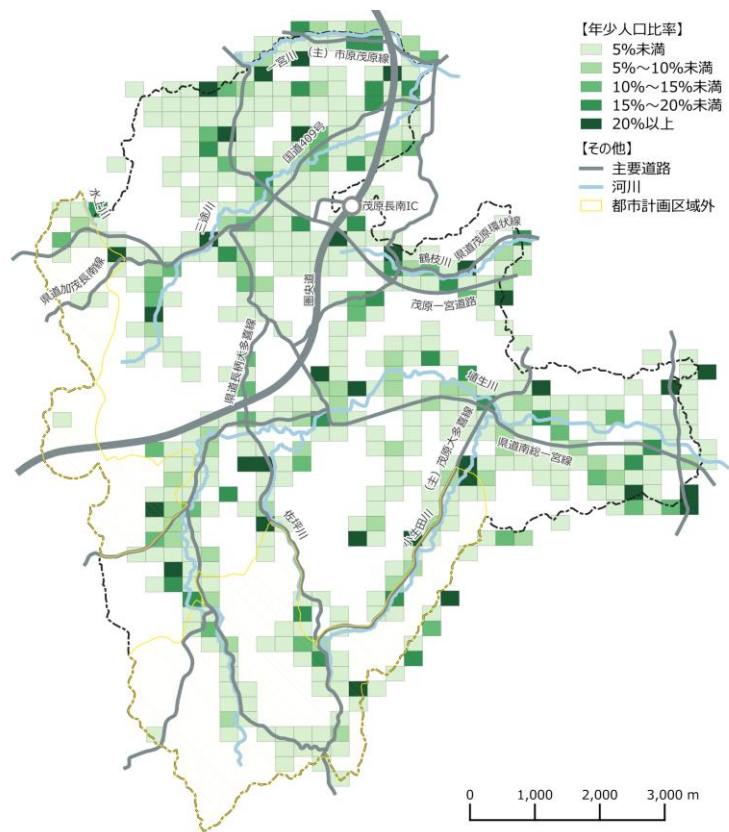 【年少人口比率】
5%未満
5%～10%未満
10%～15%未満
15%～20%未満
20%以上
【その他】
主要道路
河川
都市計画区域外
一宮川
（主）市原茂原線
国道409号
茂原長南IC
三途川
県道加茂長南線
鶴枝川
県道茂原環状線
茂原一宮道路
圏央道
県道長柄大多喜線
埴生川
（主）茂原大多喜線
県道南総一宮線
佐坪川
小生田川
0 1,000 2,000 3,000 m